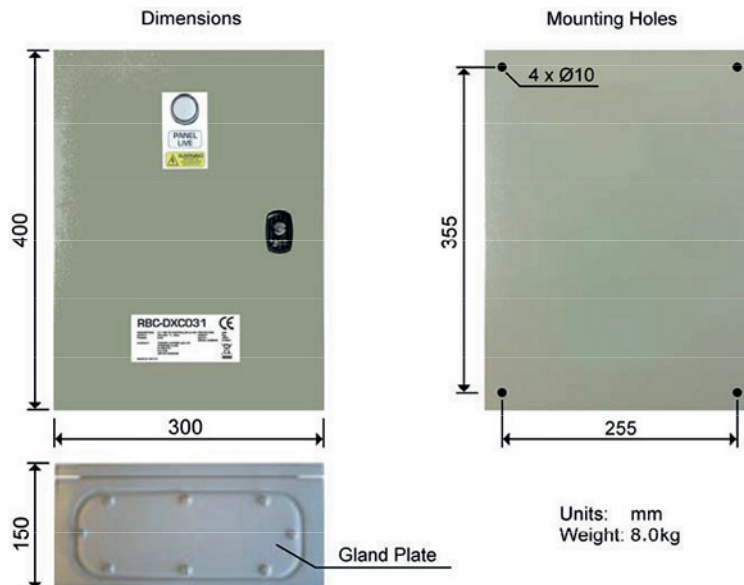 Dimensions
Mounting Holes
PANEL
LIVE
WARNING
400
RBC-DXC031 CE
300
150
Gland Plate
4 x Ø10
355
255
Units: mm
Weight: 8.0kg